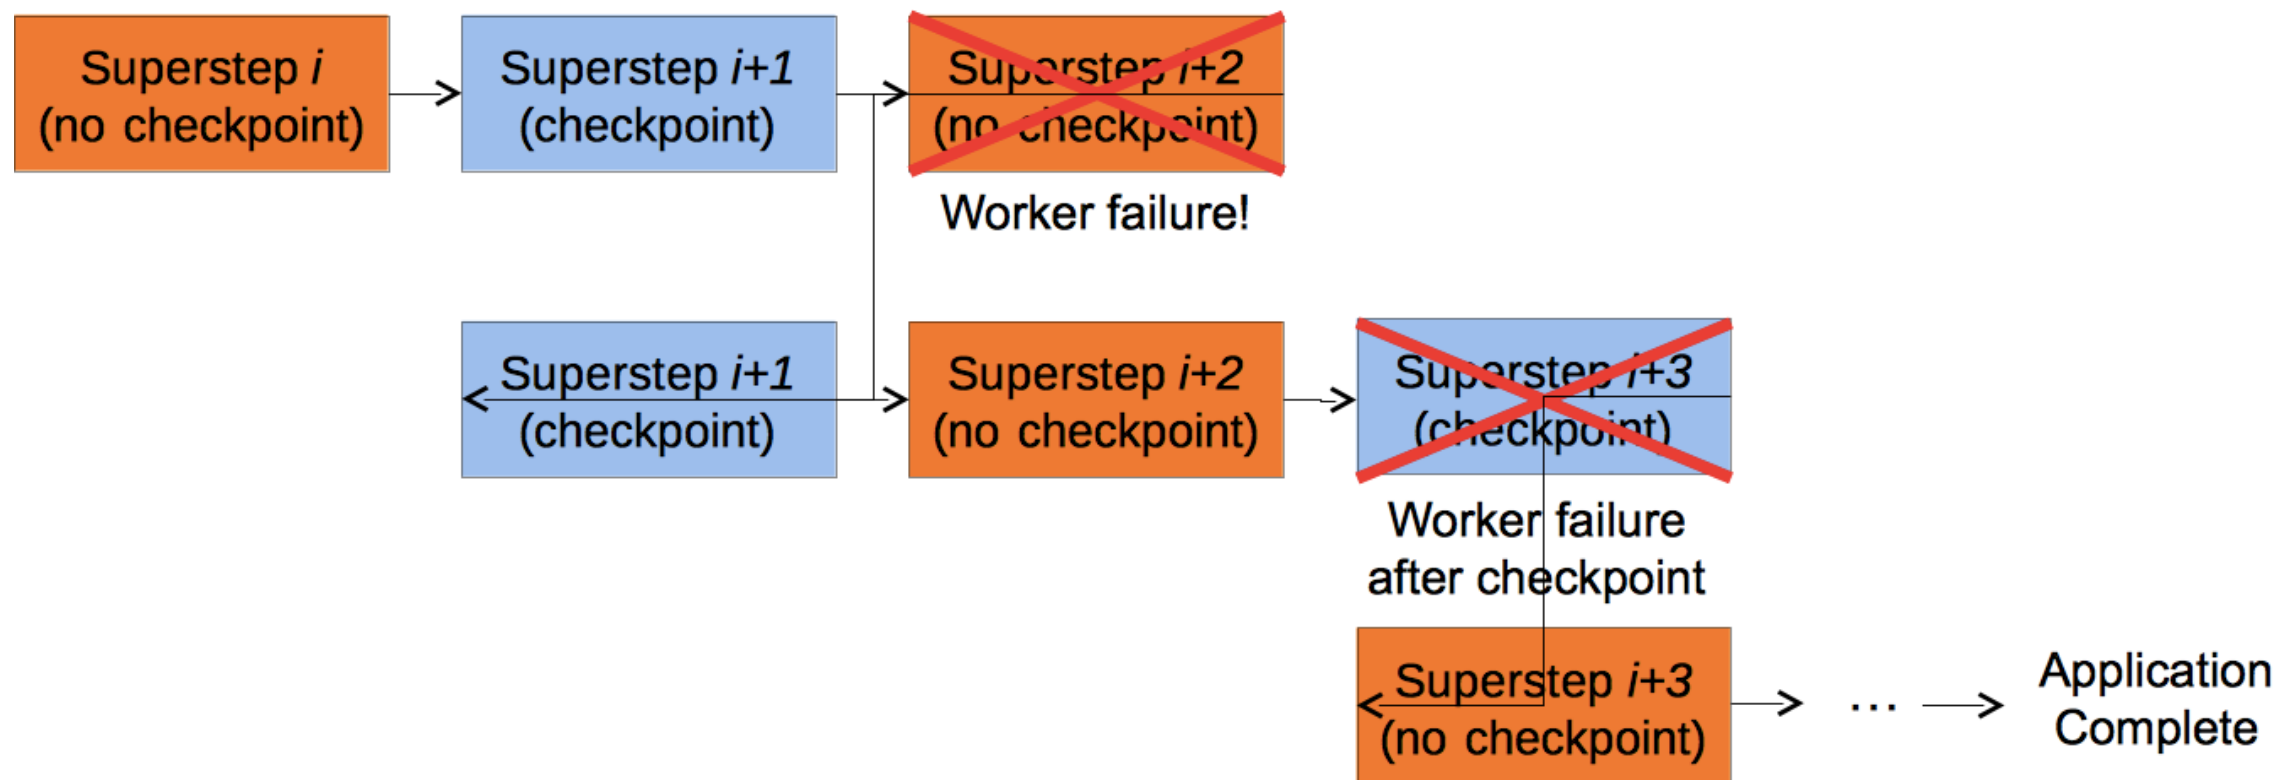 Superstep i
(no checkpoint)
Superstep i+1
(checkpoint)
Superstep i+2
(no checkpoint)
Worker failure!
Superstep i+1
(checkpoint)
Superstep i+2
(no checkpoint)
Superstep i+3
(checkpoint)
Worker failure
after checkpoint
Superstep i+3
(no checkpoint)
...
Application
Complete